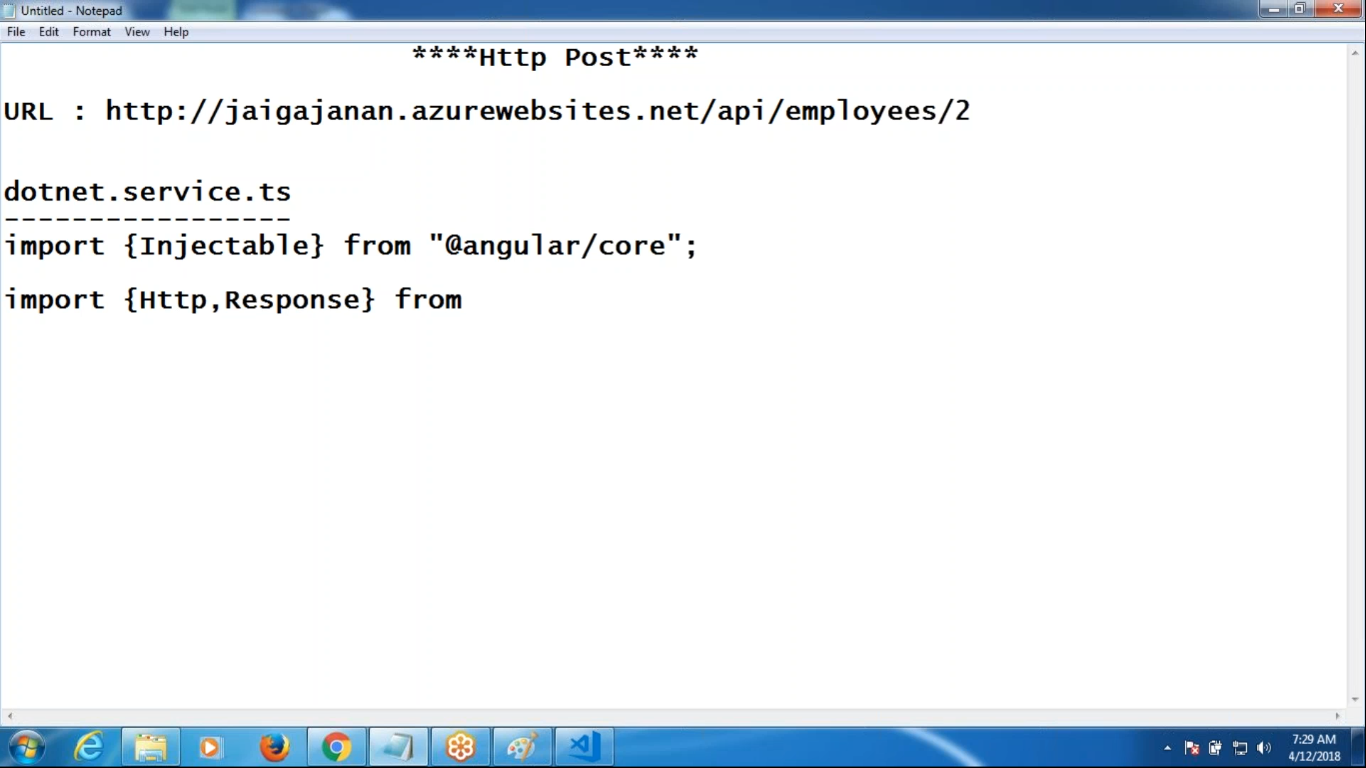 Untitled - Notepad
File Edit Format View Help
****Http Post****
URL : http://jaigajanan.azurewebsites.net/api/employees/2
dotnet.service.ts
-----------------
import {Injectable} from "@angular/core";
import {Http,Response} from
7:29 AM
4/12/2018